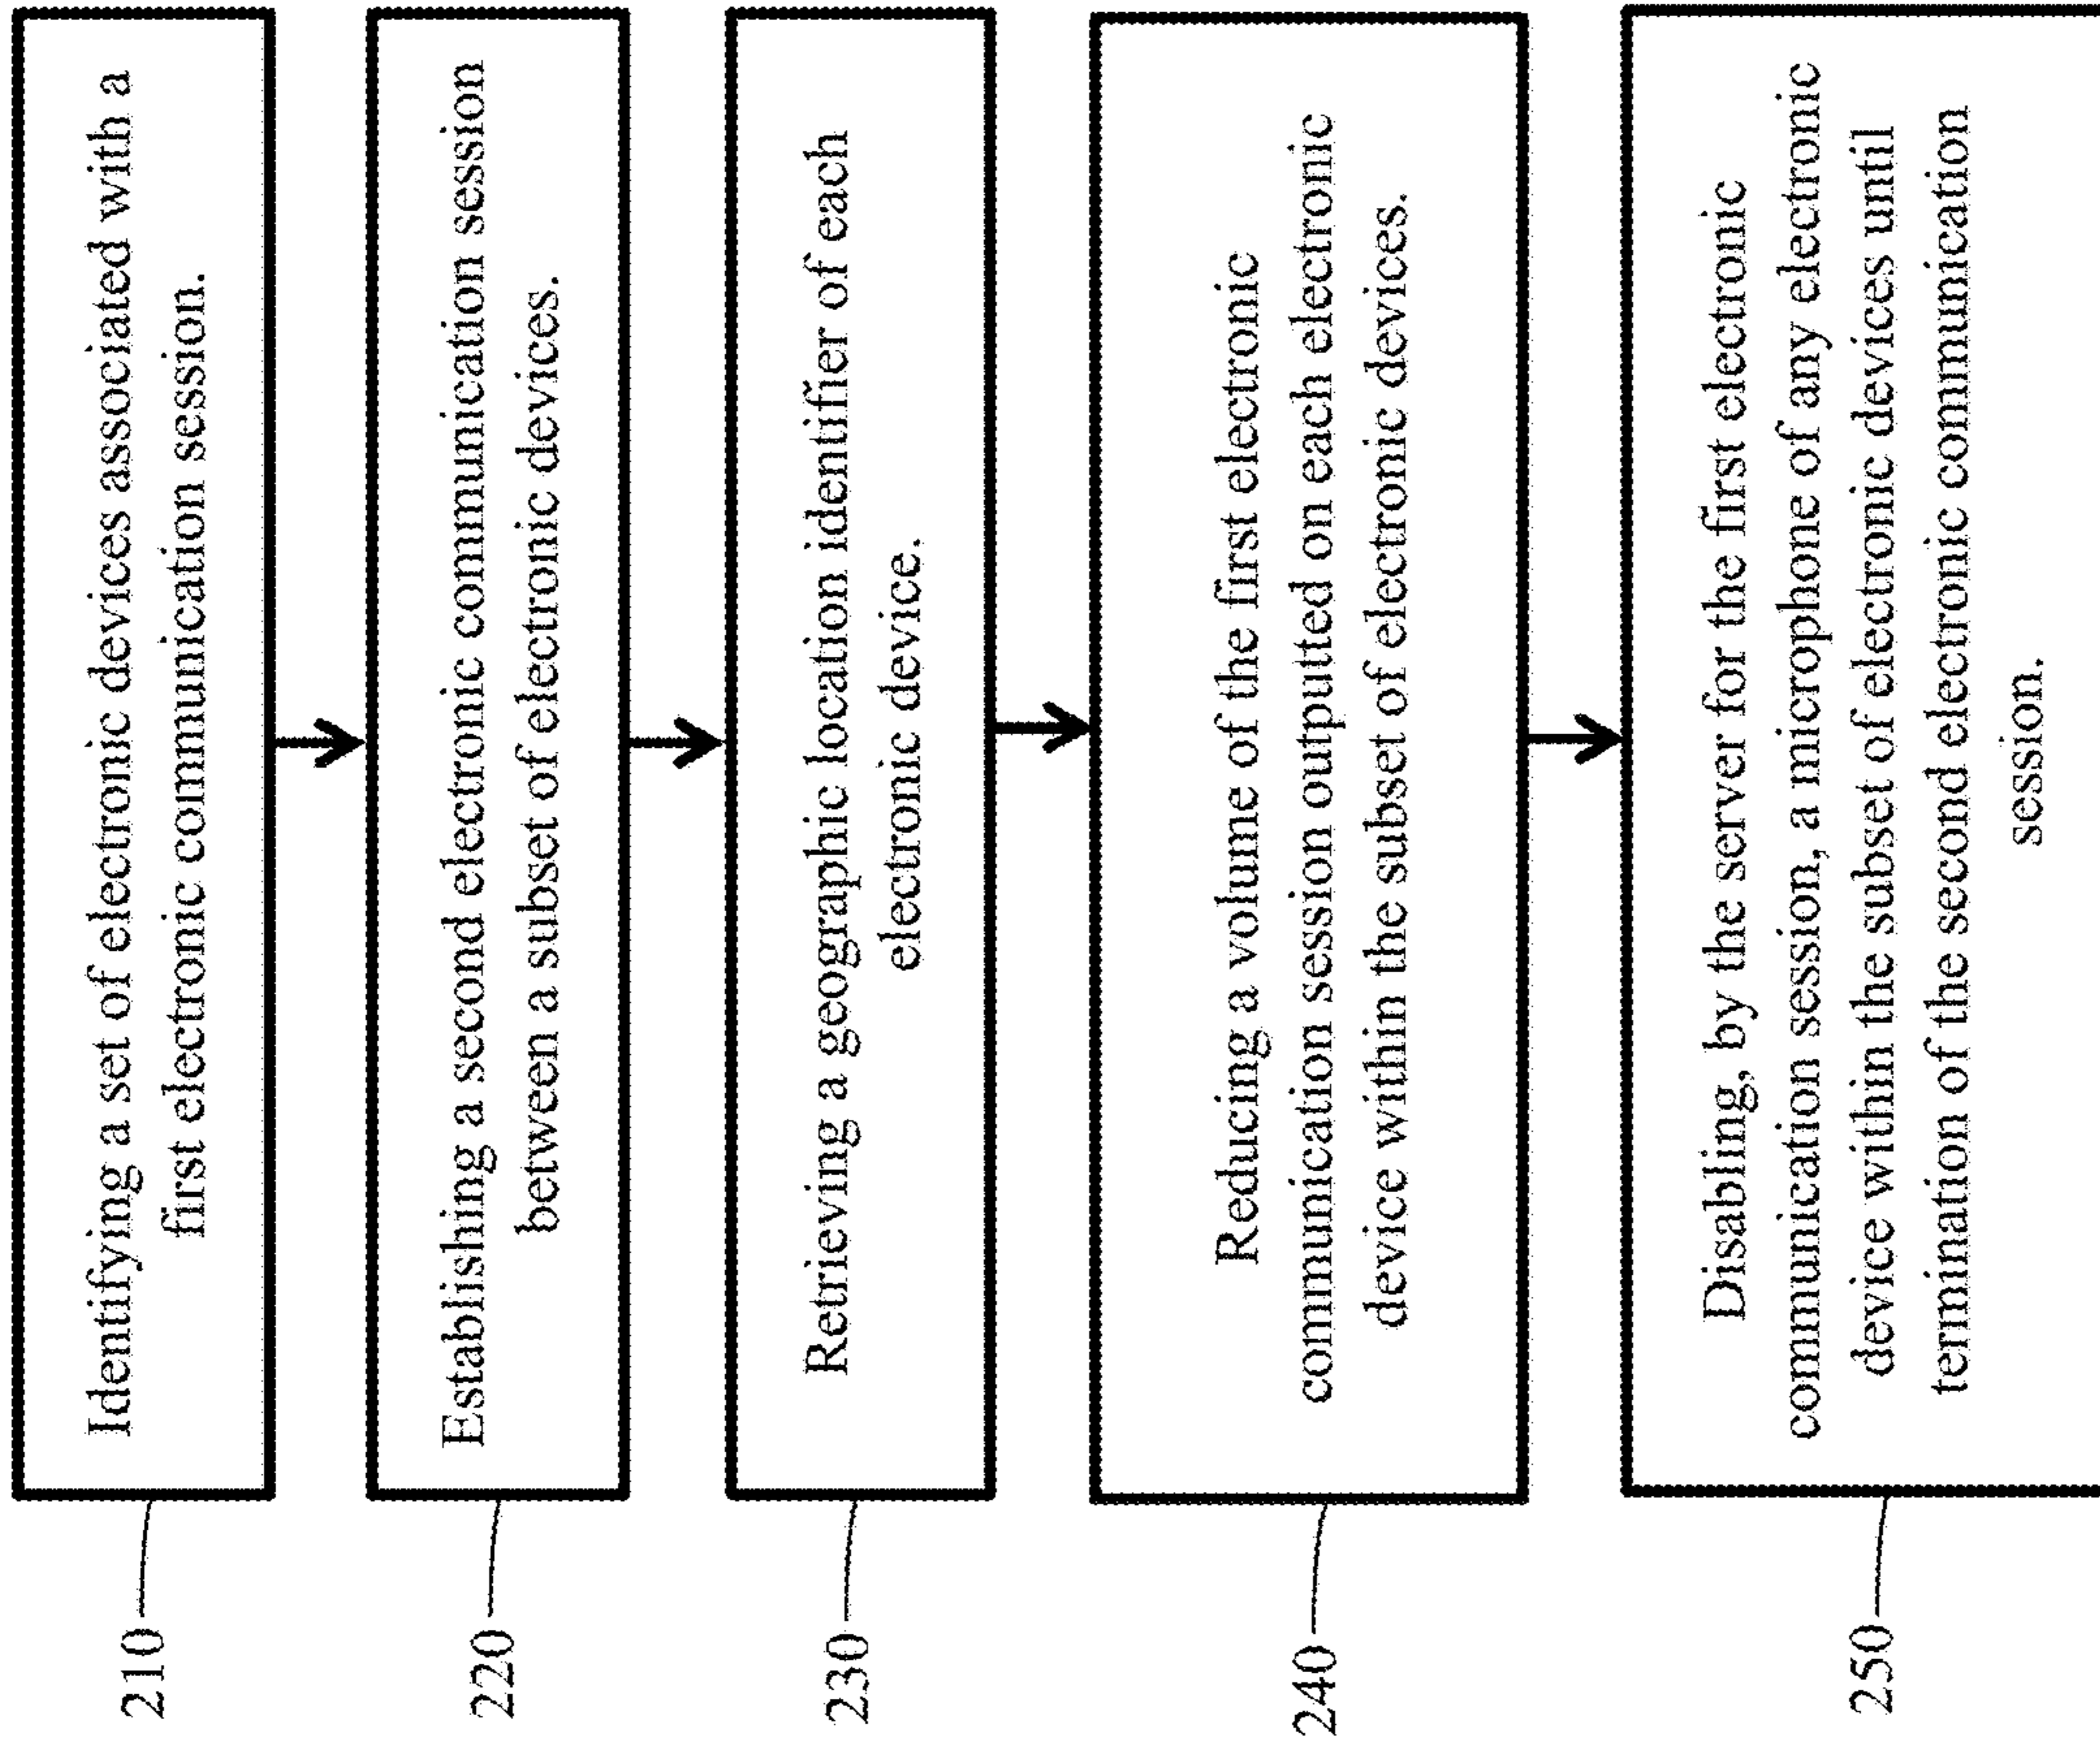 210
Identifying a set of electronic devices associated with a
first electronic communication session.
220
Establishing a second electronic communication session
between a subset of electronic devices.
230
Retrieving a geographic location identifier of each
electronic device.
240
Reducing a volume of the first electronic
communication session outputted on each electronic
device within the subset of electronic devices.
250
Disabling, by the server for the first electronic
communication session, a microphone of any electronic
device within the subset of electronic devices until
termination of the second electronic communication
session.